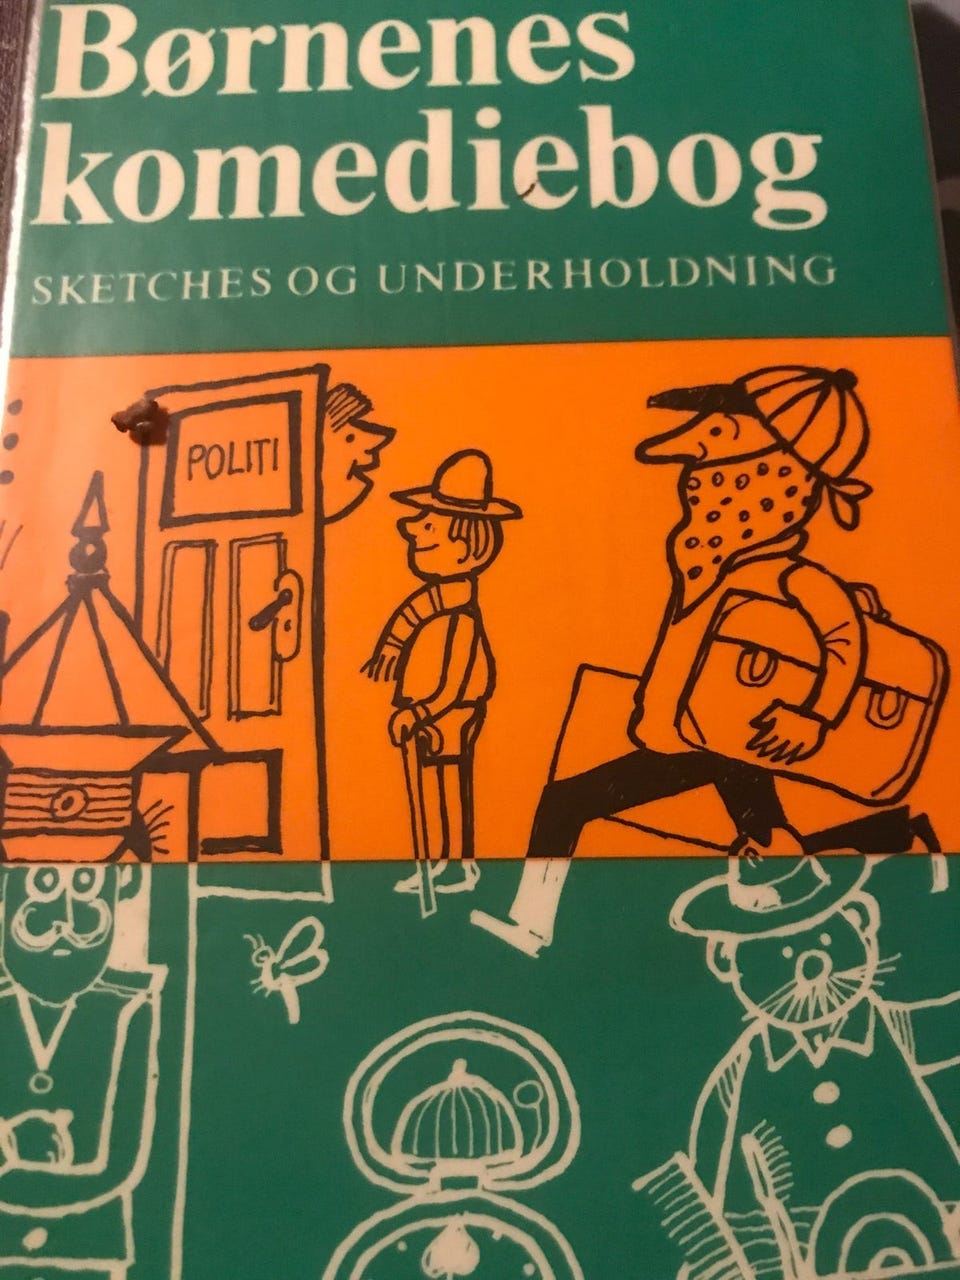 Børnenes
komediebog
SKETCHES OG UNDERHOLDNING
POLITI